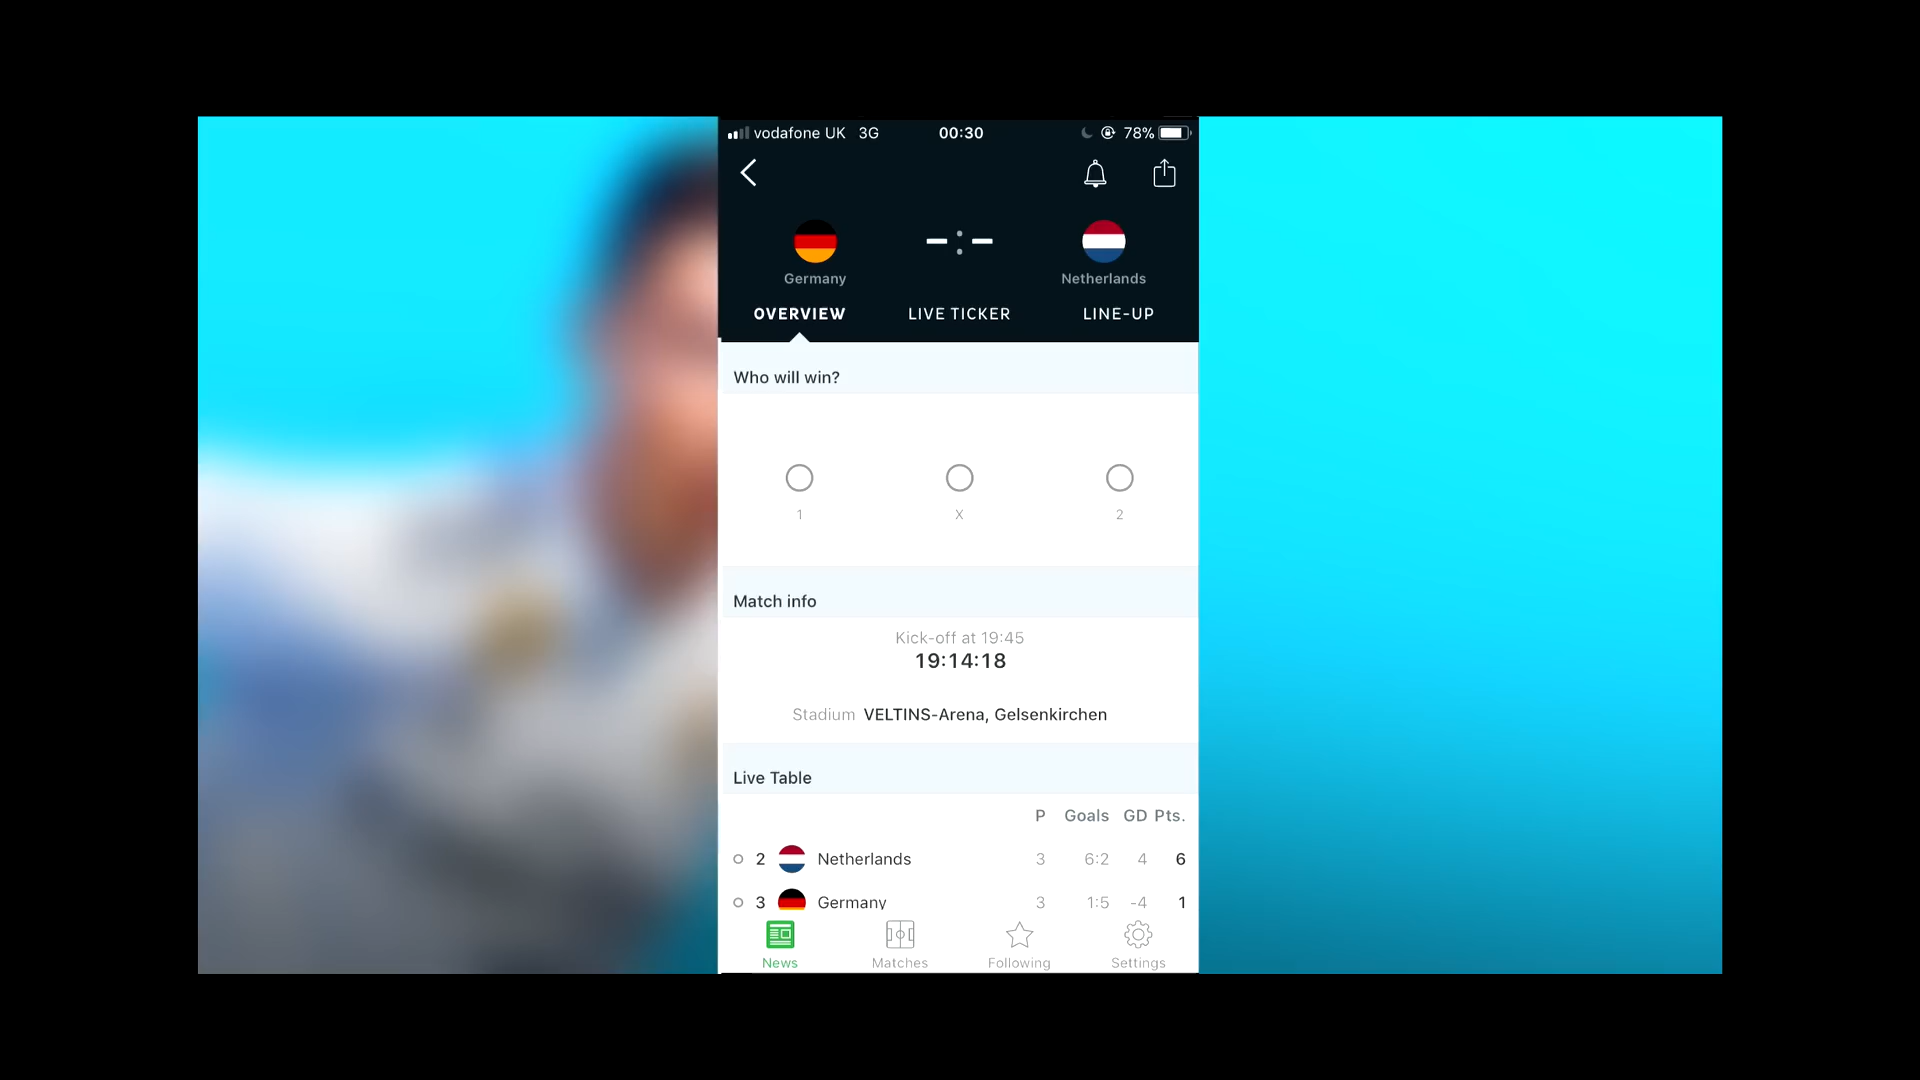 vodafone UK 3G 00:30 78%
– : –
Germany Netherlands
OVERVIEW LIVE TICKER LINE-UP
Who will win?
1 X 2
Match info
Kick-off at 19:45
19:14:18
Stadium VELTINS-Arena, Gelsenkirchen
Live Table
P Goals GD Pts.
2 Netherlands 3 6:2 4 6
3 Germany 3 1:5 -4 1
News Matches Following Settings